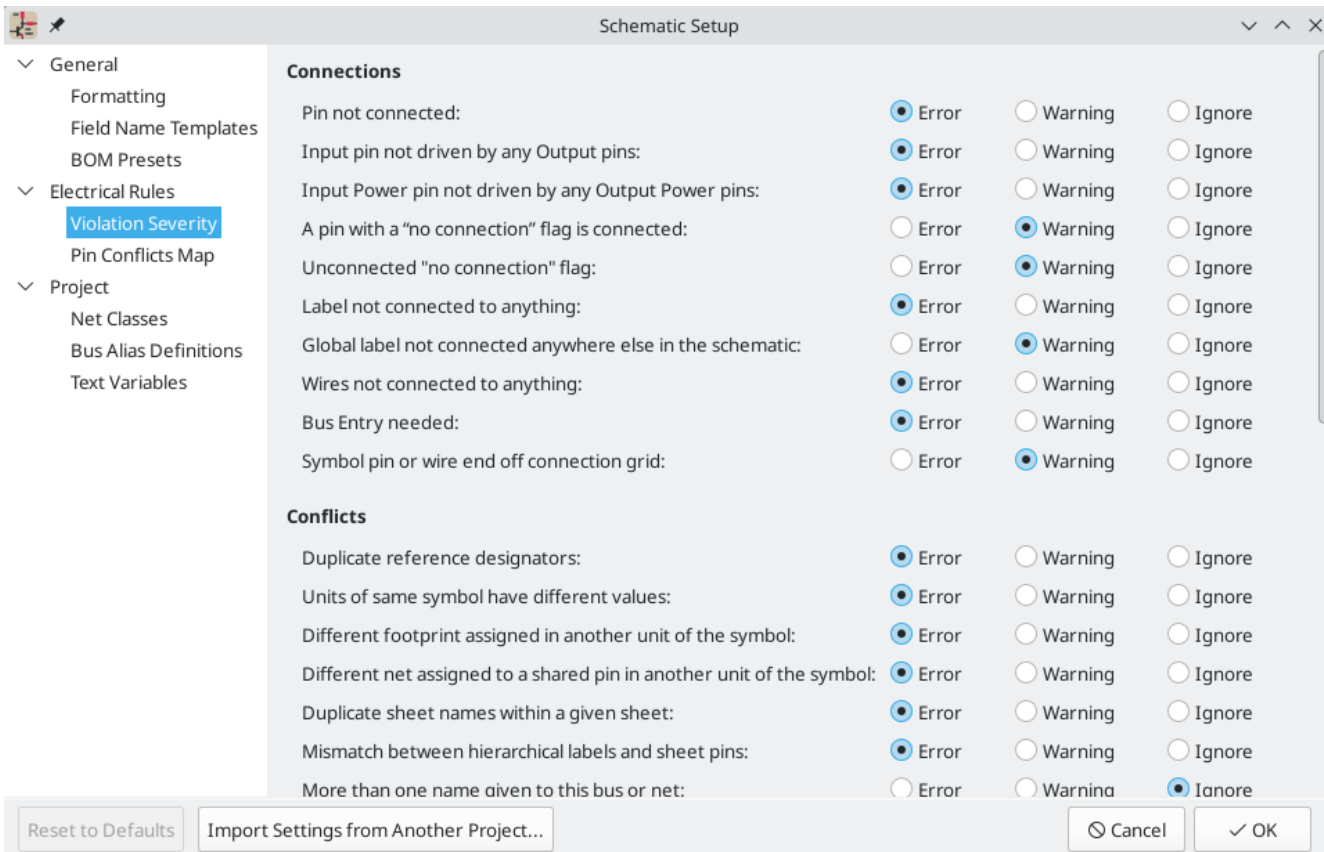 Schematic Setup
General
Formatting
Field Name Templates
BOM Presets
Electrical Rules
Violation Severity
Pin Conflicts Map
Project
Net Classes
Bus Alias Definitions
Text Variables
Connections
Pin not connected: Error Warning Ignore
Input pin not driven by any Output pins: Error Warning Ignore
Input Power pin not driven by any Output Power pins: Error Warning Ignore
A pin with a “no connection” flag is connected: Error Warning Ignore
Unconnected "no connection" flag: Error Warning Ignore
Label not connected to anything: Error Warning Ignore
Global label not connected anywhere else in the schematic: Error Warning Ignore
Wires not connected to anything: Error Warning Ignore
Bus Entry needed: Error Warning Ignore
Symbol pin or wire end off connection grid: Error Warning Ignore
Conflicts
Duplicate reference designators: Error Warning Ignore
Units of same symbol have different values: Error Warning Ignore
Different footprint assigned in another unit of the symbol: Error Warning Ignore
Different net assigned to a shared pin in another unit of the symbol: Error Warning Ignore
Duplicate sheet names within a given sheet: Error Warning Ignore
Mismatch between hierarchical labels and sheet pins: Error Warning Ignore
More than one name given to this bus or net: Error Warning Ignore
Reset to Defaults Import Settings from Another Project... Cancel OK